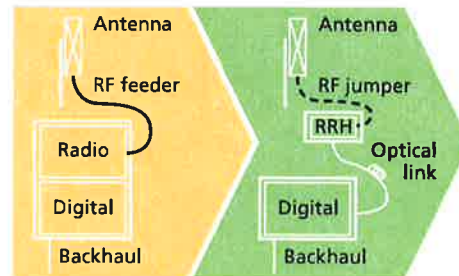 Antenna
RF feeder
Radio
Digital
Backhaul
Antenna
RF jumper
RRH
Optical
link
Digital
Backhaul